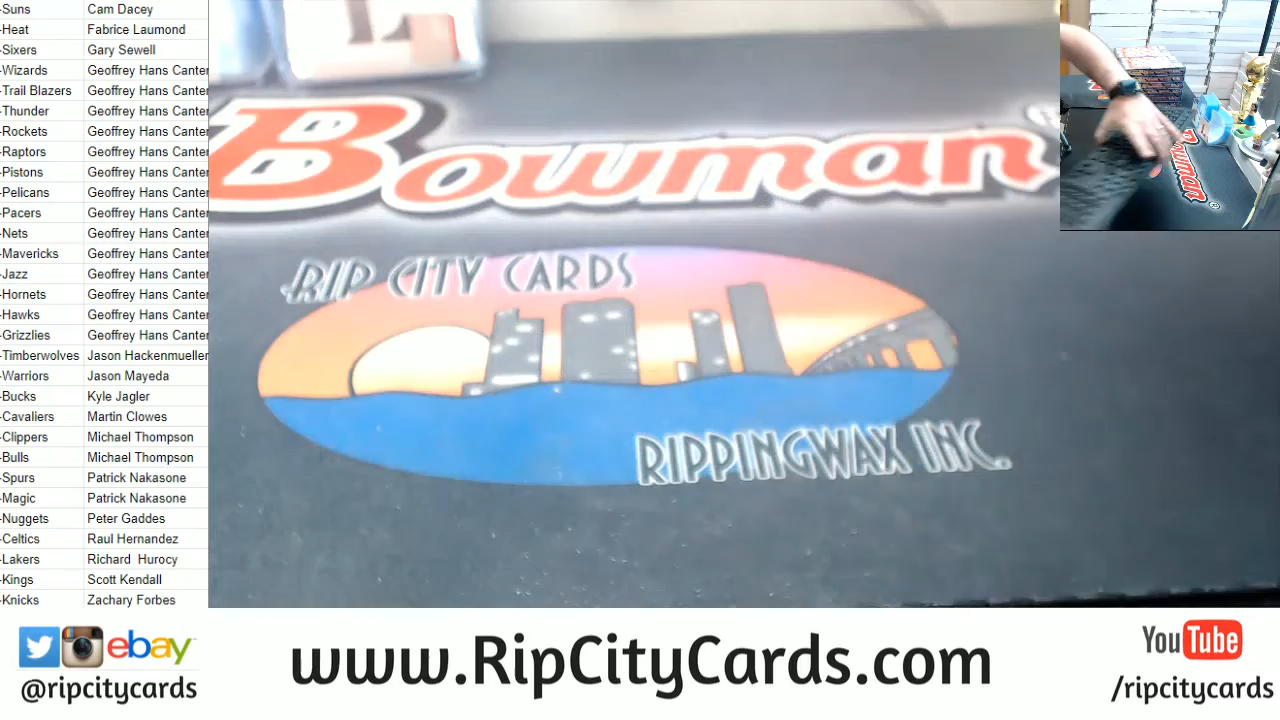 -Suns Cam Dacey
-Heat Fabrice Laumond
-Sixers Gary Sewell
-Wizards Geoffrey Hans Canter
-Trail Blazers Geoffrey Hans Canter
-Thunder Geoffrey Hans Canter
-Rockets Geoffrey Hans Canter
-Raptors Geoffrey Hans Canter
-Pistons Geoffrey Hans Canter
-Pelicans Geoffrey Hans Canter
-Pacers Geoffrey Hans Canter
-Nets Geoffrey Hans Canter
-Mavericks Geoffrey Hans Canter
-Jazz Geoffrey Hans Canter
-Hornets Geoffrey Hans Canter
-Hawks Geoffrey Hans Canter
-Grizzlies Geoffrey Hans Canter
-Timberwolves Jason Hackenmueller
-Warriors Jason Mayeda
-Bucks Kyle Jagler
-Cavaliers Martin Clowes
-Clippers Michael Thompson
-Bulls Michael Thompson
-Spurs Patrick Nakasone
-Magic Patrick Nakasone
-Nuggets Peter Gaddes
-Celtics Raul Hernandez
-Lakers Richard Hurocy
-Kings Scott Kendall
-Knicks Zachary Forbes
Bowman®
RIP CITY CARDS
RIPPINGWAX INC.
Bowman®
ebay
@ripcitycards
www.RipCityCards.com
YouTube
/ripcitycards